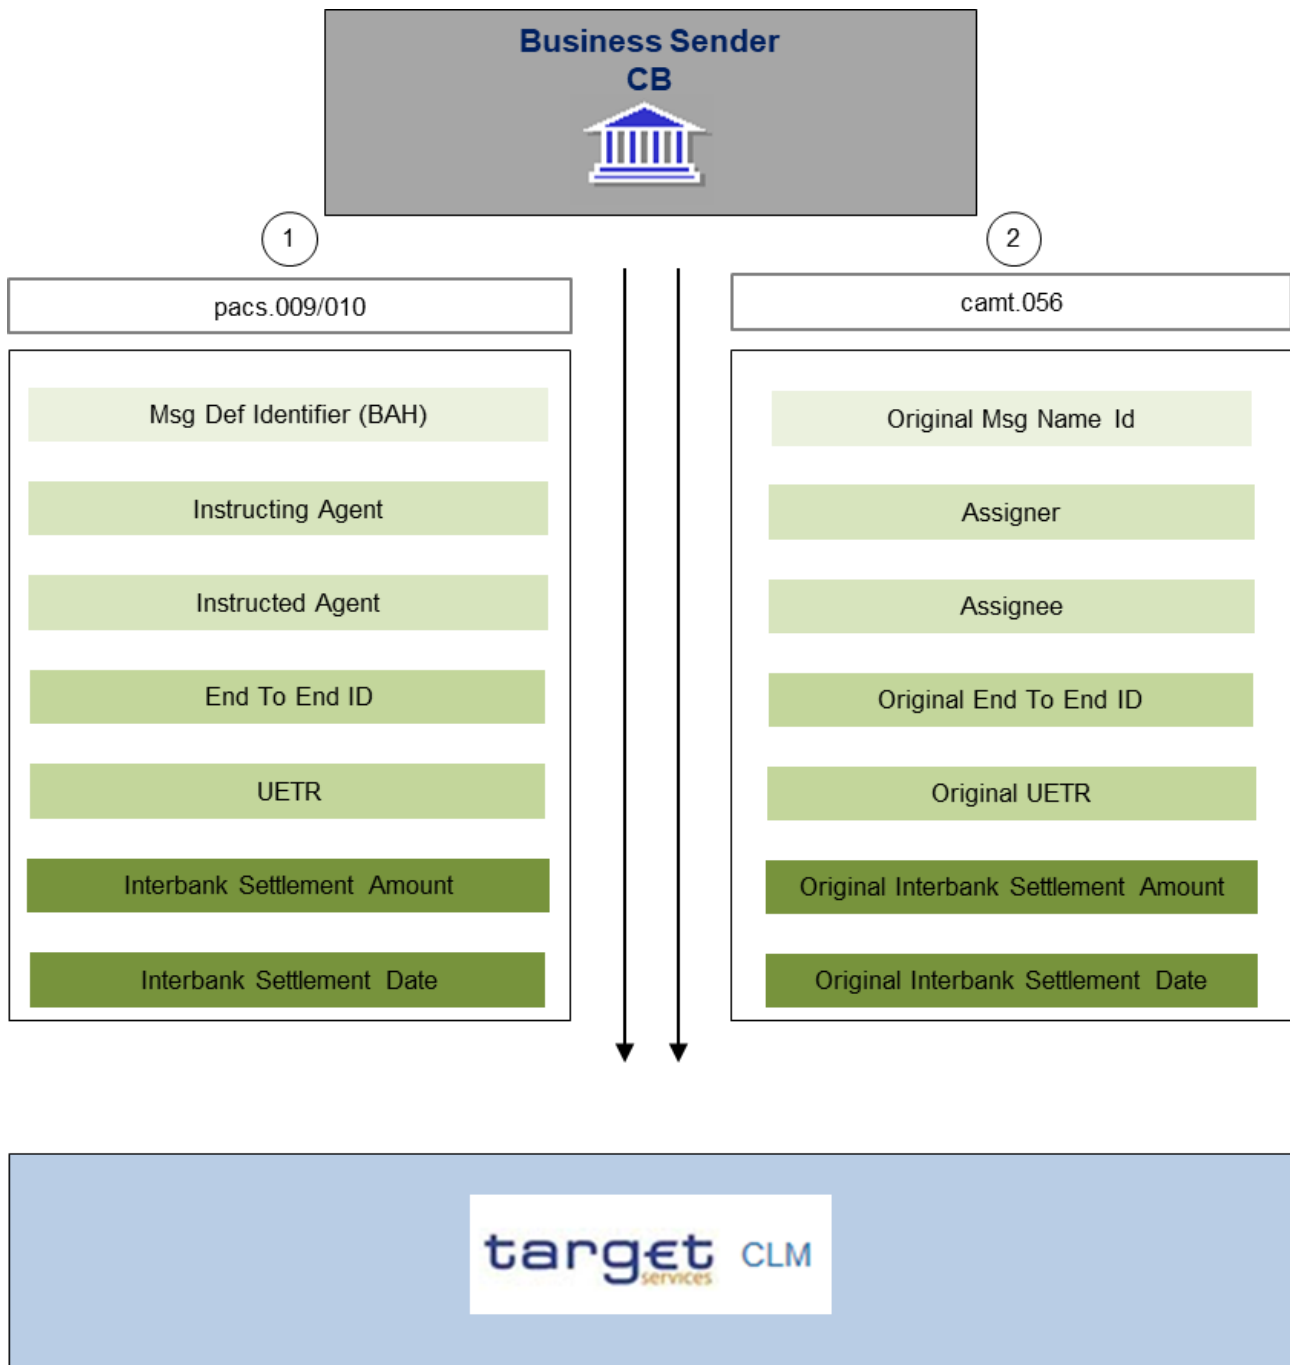 Business Sender
CB
1
2
pacs.009/010
Msg Def Identifier (BAH)
Instructing Agent
Instructed Agent
End To End ID
UETR
Interbank Settlement Amount
Interbank Settlement Date
camt.056
Original Msg Name Id
Assigner
Assignee
Original End To End ID
Original UETR
Original Interbank Settlement Amount
Original Interbank Settlement Date
target
services
CLM